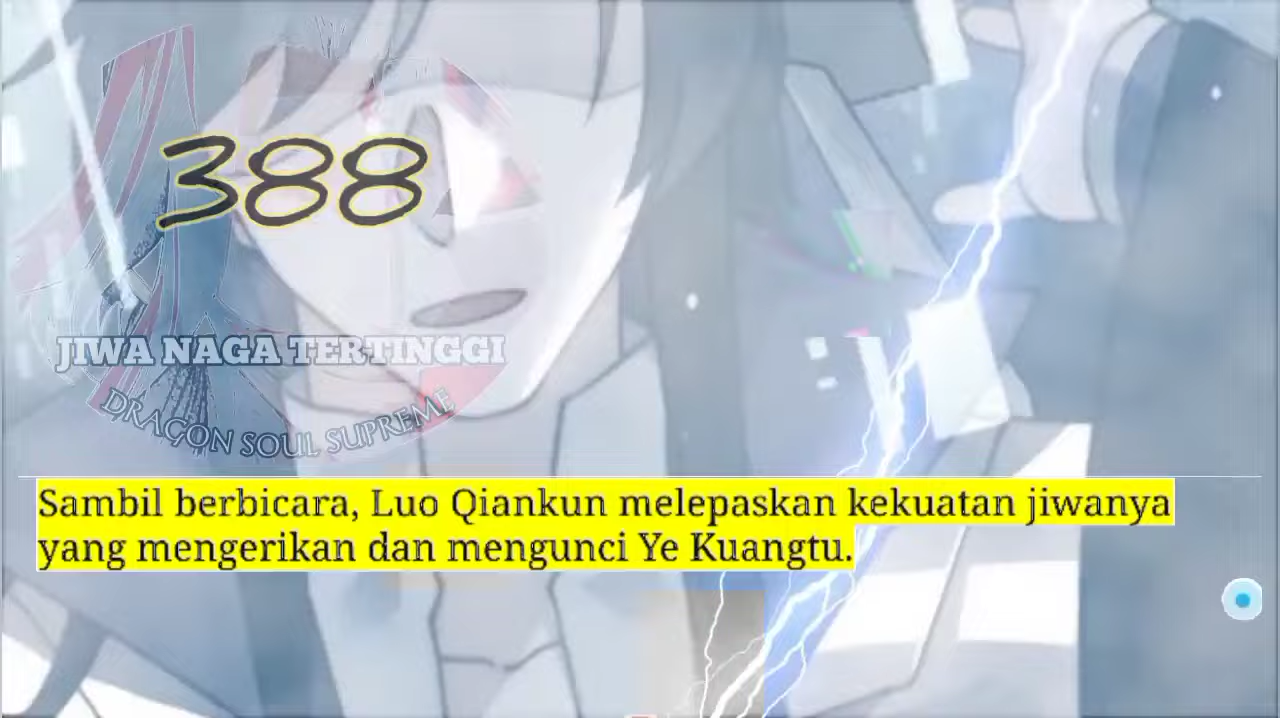 388
JIWA NAGA TERTINGGI
DRAGON SOUL SUPREME
Sambil berbicara, Luo Qiankun melepaskan kekuatan jiwanya
yang mengerikan dan mengunci Ye Kuangtu.